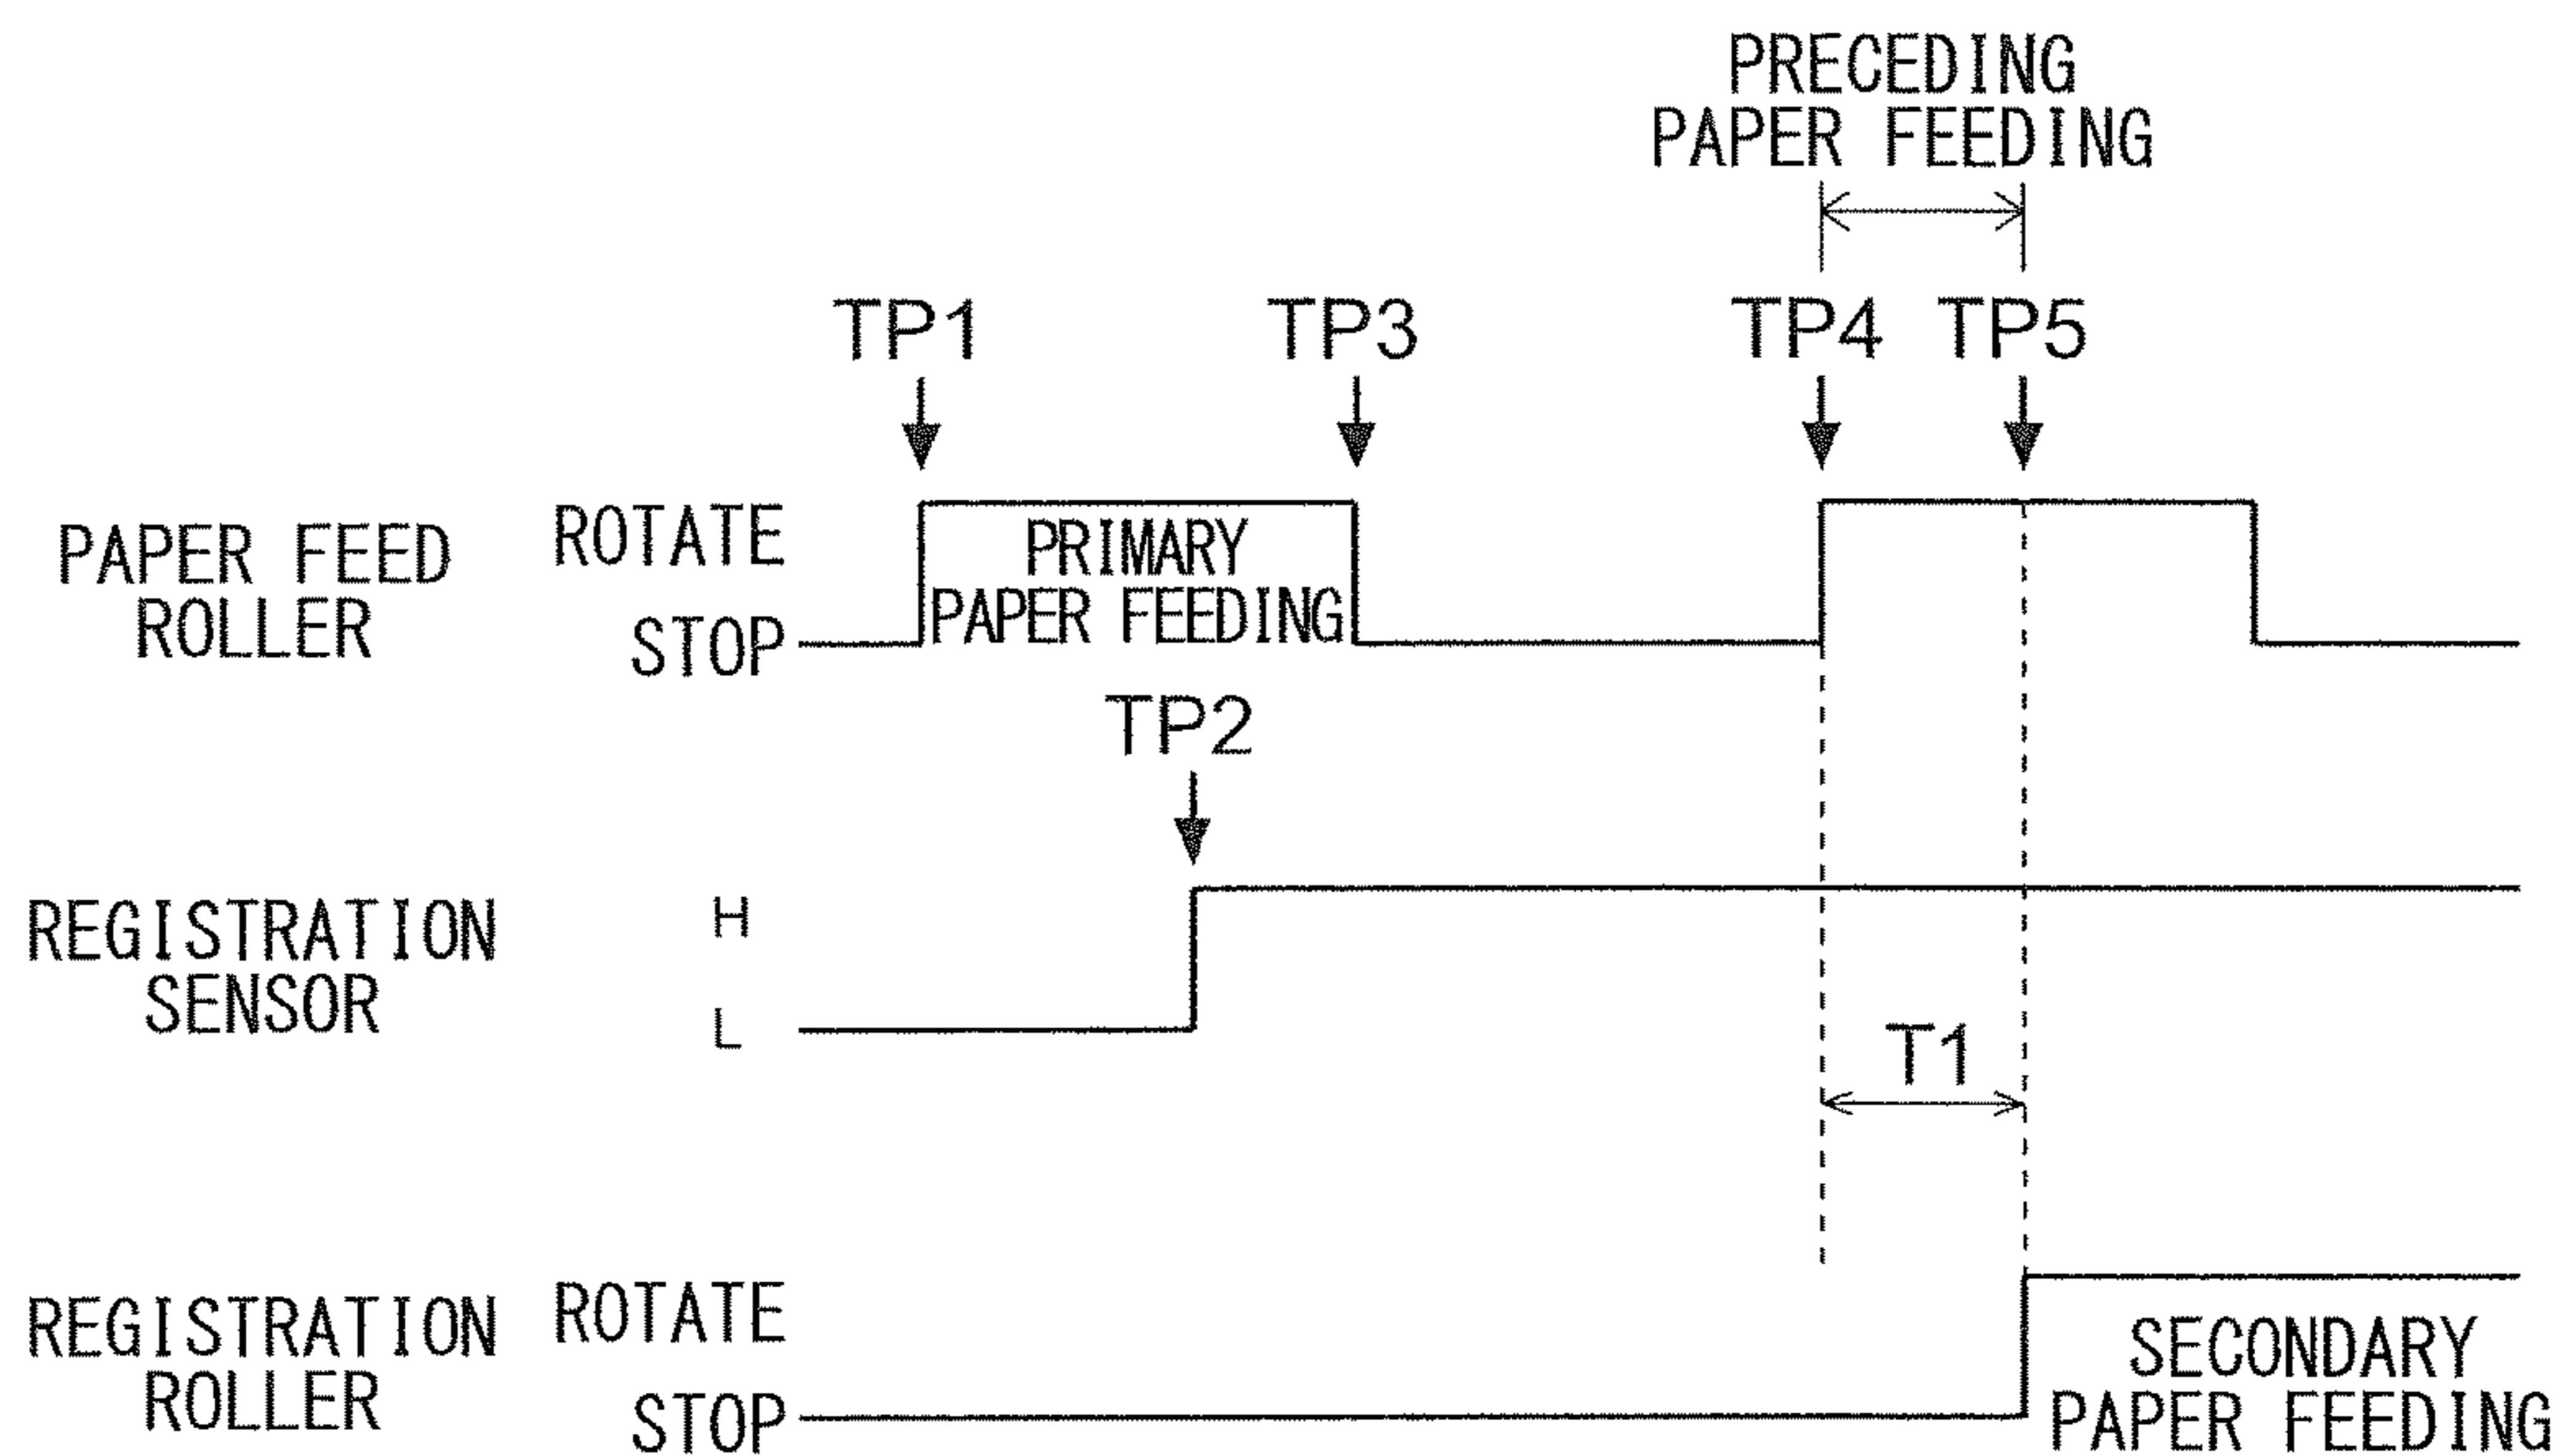 PRECEDING
PAPER FEEDING
TP1
TP3
TP4
TP5
PAPER FEED
ROLLER
ROTATE
STOP
PRIMARY
PAPER FEEDING
TP2
REGISTRATION
SENSOR
H
L
T1
REGISTRATION
ROLLER
ROTATE
STOP
SECONDARY
PAPER FEEDING